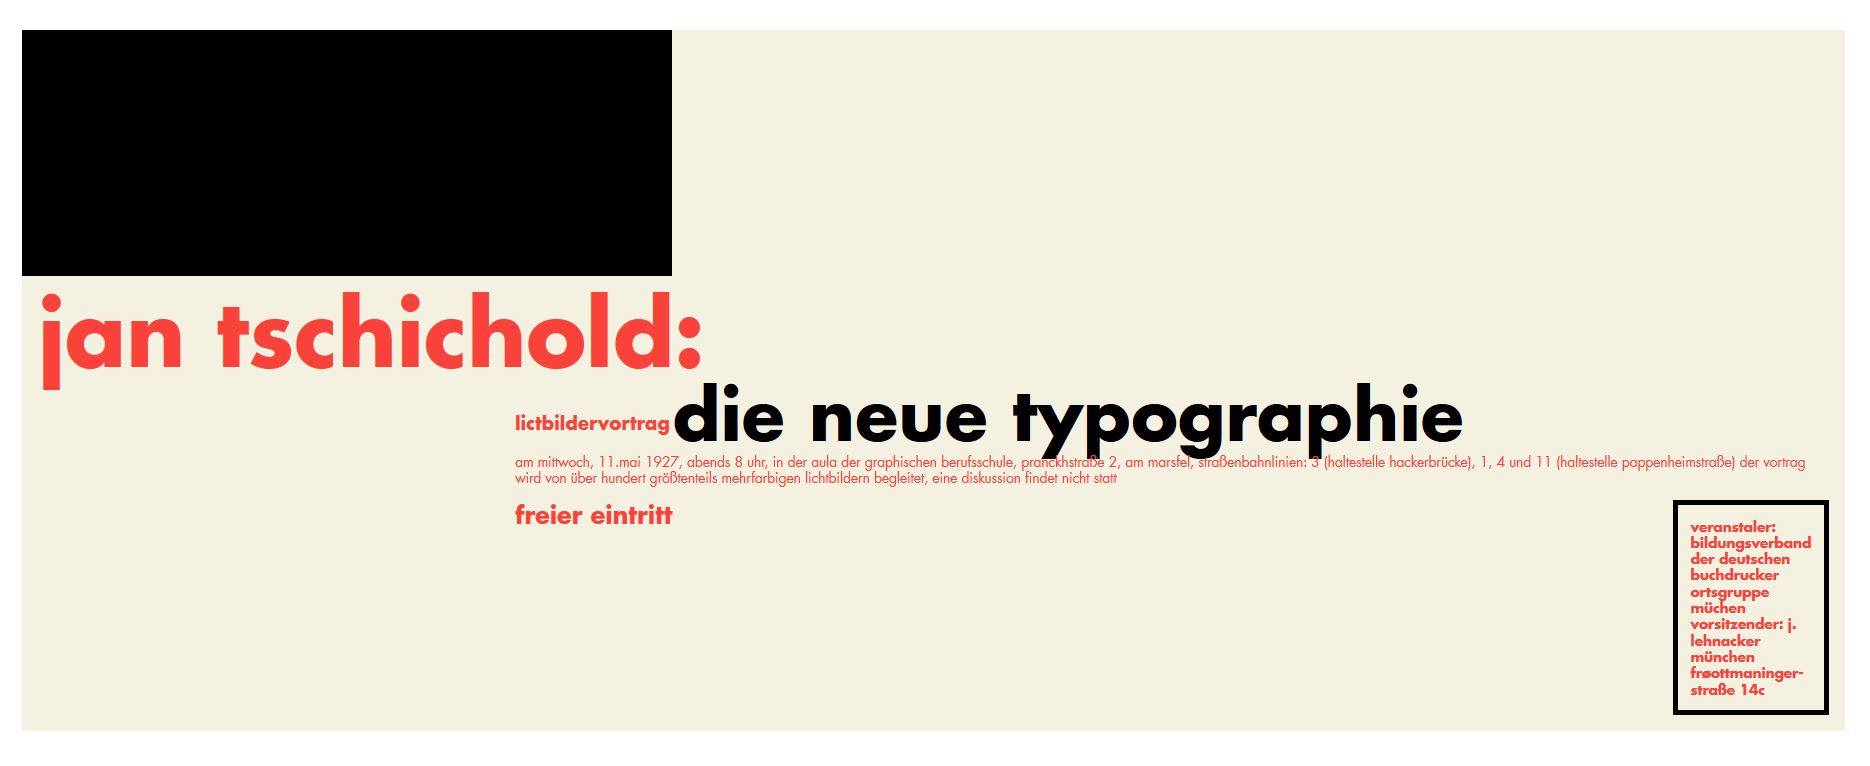 jan tschichold:
lictbildervortrag die neue typographie
am mittwoch, 11.mai 1927, abends 8 uhr, in der aula der graphischen berufsschule, pranckhstraße 2, am marsfel, straßenbahnlinien: 3 (haltestelle hackerbrücke), 1, 4 und 11 (haltestelle pappenheimstraße) der vortrag
wird von über hundert größtenteils mehrfarbigen lichtbildern begleitet, eine diskussion findet nicht statt
freier eintritt
veranstaler:
bildungsverband
der deutschen
buchdrucker
ortsgruppe
müchen
vorsitzender: j.
lehnacker
münchen
frøottmaninger-
straße 14c